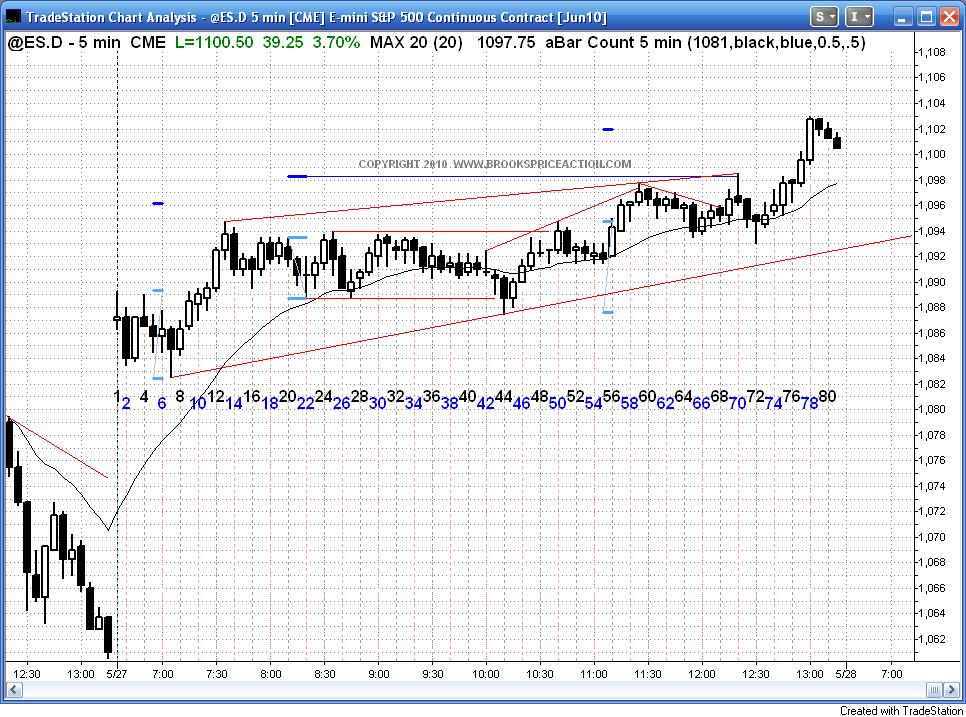 TradeStation Chart Analysis - @ES.D 5 min [CME] E-mini S&P 500 Continuous Contract [Jun10]
S
I
@ES.D - 5 min CME L=1100.50 39.25 3.70% MAX 20 (20) 1097.75 aBar Count 5 min (1081,black,blue,0.5,.5)
1,108
1,106
1,104
1,102
1,100
COPYRIGHT 2010 WWW.BROOKSPRICEACTION.COM
1,098
1,096
1,094
1,092
1,090
1,088
1,086
1,084
1,082
1 4 8 12 16 20 24 28 32 36 40 44 48 52 56 60 64 68 72 76 80
2 6 10 14 18 22 26 30 34 38 42 46 50 54 58 62 66 70 74 78
1,080
1,078
1,076
1,074
1,072
1,070
1,068
1,066
1,064
1,062
12:30 13:00 5/27 7:00 7:30 8:00 8:30 9:00 9:30 10:00 10:30 11:00 11:30 12:00 12:30 13:00 5/28 7:00
Created with TradeStation